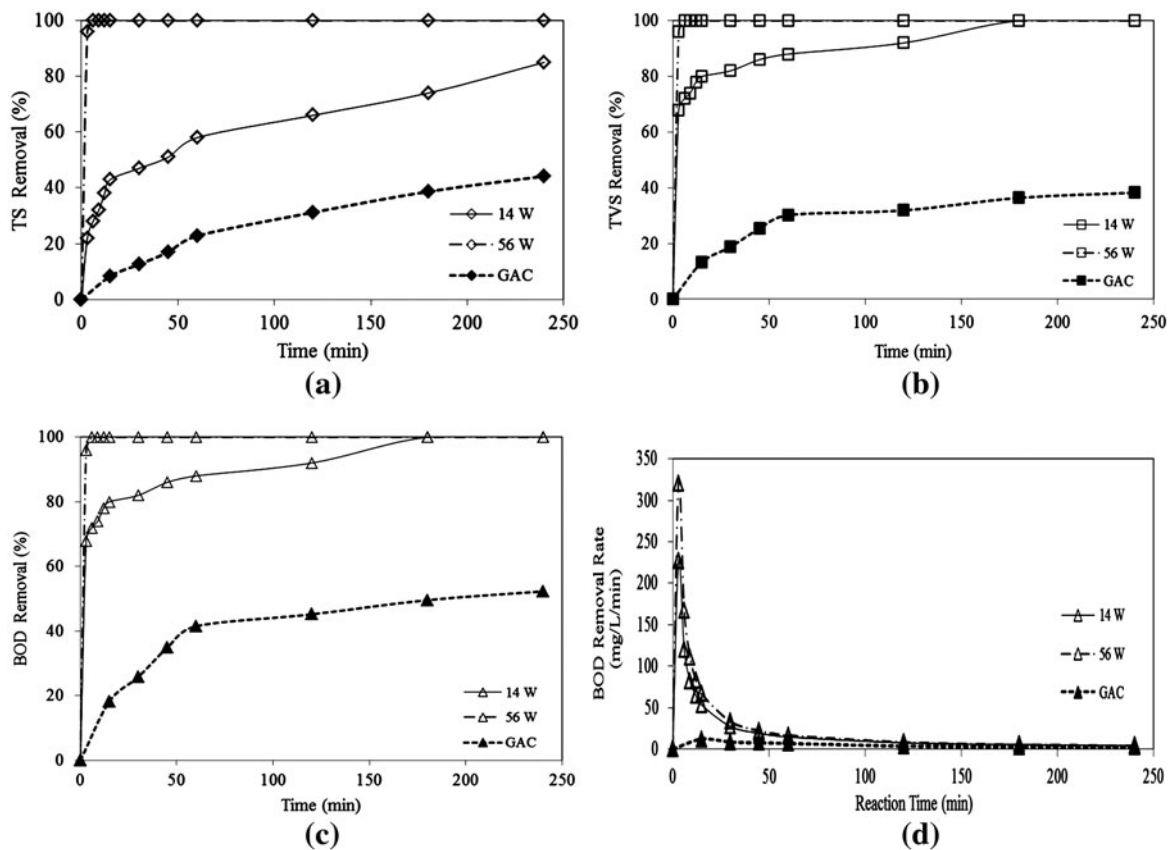 100
80
60
40
20
0
TS Removal (%)
14 W
56 W
GAC
0 50 100 150 200 250
Time (min)
(a)
100
80
60
40
20
0
TVS Removal (%)
14 W
56 W
GAC
0 50 100 150 200 250
Time (min)
(b)
100
80
60
40
20
0
BOD Removal (%)
14 W
56 W
GAC
0 50 100 150 200 250
Time (min)
(c)
350
300
250
200
150
100
50
0
BOD Removal Rate
(mg/L/min)
14 W
56 W
GAC
0 50 100 150 200 250
Reaction Time (min)
(d)